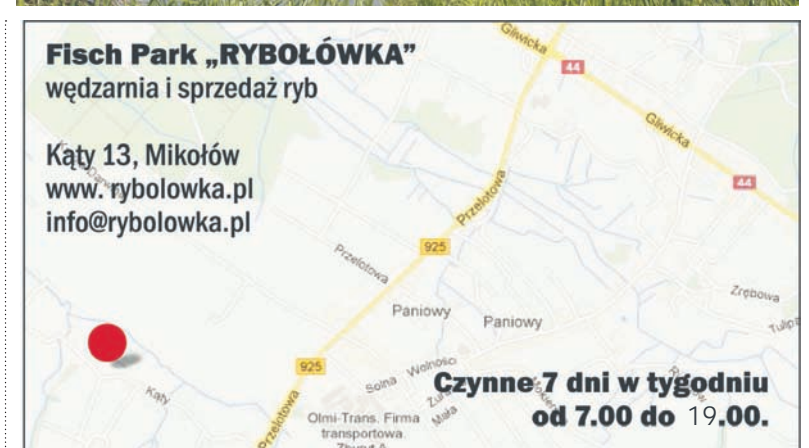 Fisch Park „RYBOŁÓWKA”
wędzarnia i sprzedaż ryb
Kąty 13, Mikołów
www. rybolowka.pl
info@rybolowka.pl
Gliwicka
44
Gliwicka
44
Przelotowa
925
Przelotowa
Paniowy
Paniowy
Zrębowa
925
Solna
Wolności
Mała
Kąty
Przelotowa
Olmi-Trans. Firma
transportowa.
Czynne 7 dni w tygodniu
od 7.00 do 19.00.